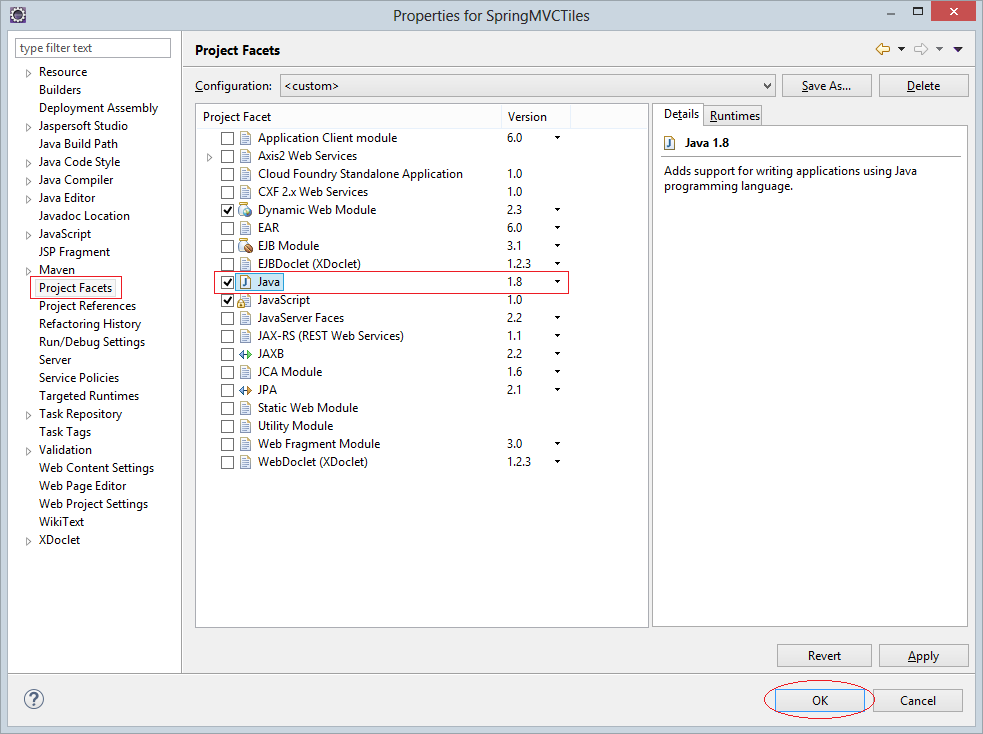 Properties for SpringMVCTiles
type filter text
Resource
Builders
Deployment Assembly
Jaspersoft Studio
Java Build Path
Java Code Style
Java Compiler
Java Editor
Javadoc Location
JavaScript
JSP Fragment
Maven
Project Facets
Project References
Refactoring History
Run/Debug Settings
Server
Service Policies
Targeted Runtimes
Task Repository
Task Tags
Validation
Web Content Settings
Web Page Editor
Web Project Settings
WikiText
XDoclet
Project Facets
Configuration: <custom> Save As... Delete
Project Facet Version
Application Client module 6.0
Axis2 Web Services
Cloud Foundry Standalone Application 1.0
CXF 2.x Web Services 1.0
Dynamic Web Module 2.3
EAR 6.0
EJB Module 3.1
EJBDoclet (XDoclet) 1.2.3
Java 1.8
JavaScript 1.0
JavaServer Faces 2.2
JAX-RS (REST Web Services) 1.1
JAXB 2.2
JCA Module 1.6
JPA 2.1
Static Web Module
Utility Module
Web Fragment Module 3.0
WebDoclet (XDoclet) 1.2.3
Details Runtimes
Java 1.8
Adds support for writing applications using Java
programming language.
Revert Apply
OK Cancel